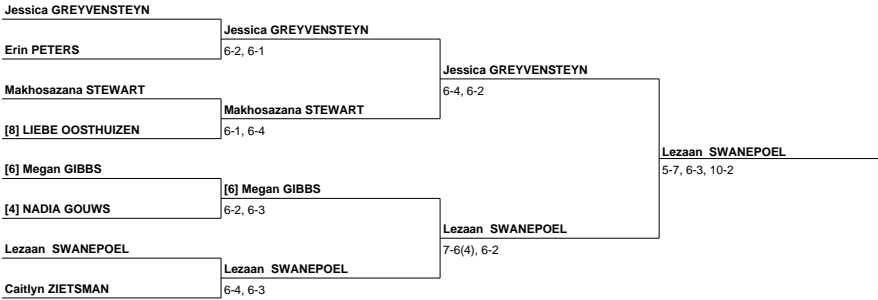 Jessica GREYVENSTEYN
Erin PETERS
Makhosazana STEWART
[8] LIEBE OOSTHUIZEN
[6] Megan GIBBS
[4] NADIA GOUWS
Lezaan SWANEPOEL
Caitlyn ZIETSMAN
Jessica GREYVENSTEYN
6-2, 6-1
Makhosazana STEWART
6-1, 6-4
[6] Megan GIBBS
6-2, 6-3
Lezaan SWANEPOEL
6-4, 6-3
Jessica GREYVENSTEYN
6-4, 6-2
Lezaan SWANEPOEL
7-6(4), 6-2
Lezaan SWANEPOEL
5-7, 6-3, 10-2